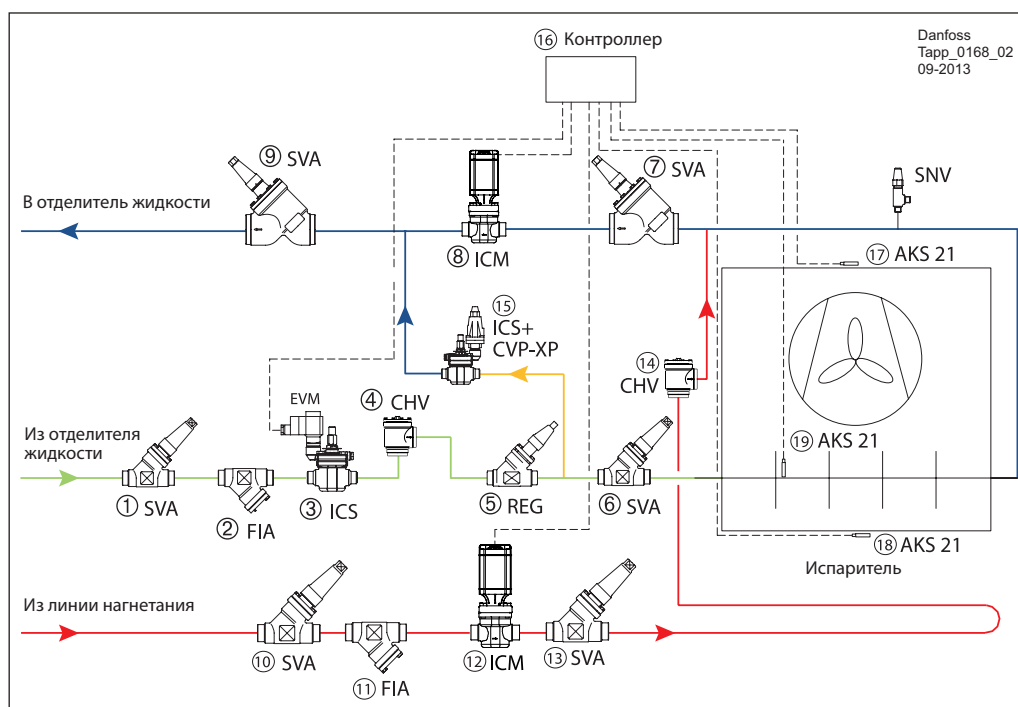 ⑯ Контроллер
Danfoss
Tapp_0168_02
09-2013
⑨ SVA
⑦ SVA
SNV
В отделитель жидкости
⑧ ICM
⑰ AKS 21
⑮
ICS+
CVP-XP
⑭
CHV
④ CHV
EVM
Из отделителя
жидкости
⑲ AKS 21
① SVA
② FIA
③ ICS
⑤ REG
⑥ SVA
⑱ AKS 21
Испаритель
Из линии нагнетания
⑩ SVA
⑪ FIA
⑫ ICM
⑬ SVA